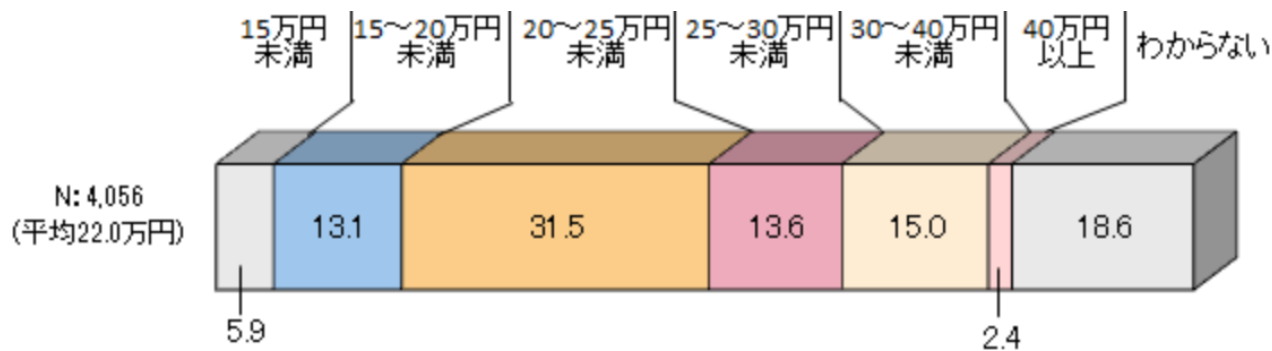 15万円
未満
15～20万円
未満
20～25万円
未満
25～30万円
未満
30～40万円
未満
40万円
以上
わからない
N: 4,056
(平均22.0万円)
13.1
31.5
13.6
15.0
18.6
5.9
2.4